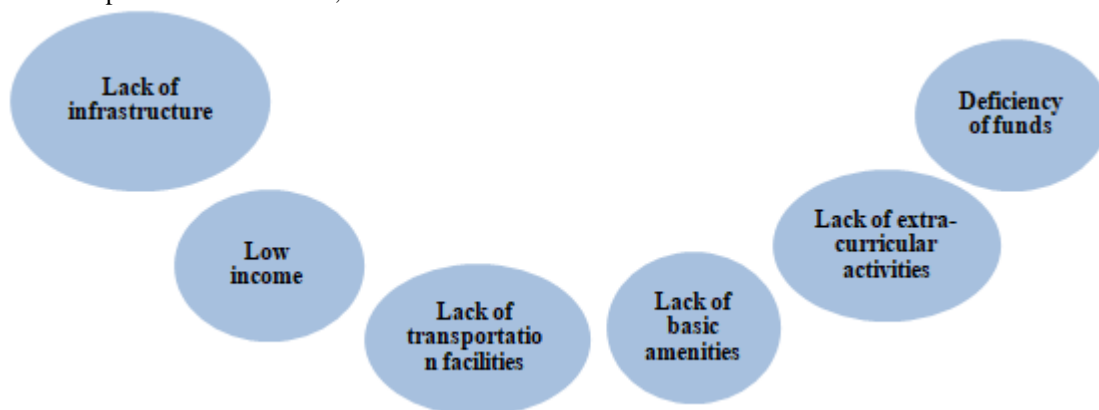 Lack of
infrastructure
Low
income
Lack of
transportatio
n facilities
Lack of
basic
amenities
Lack of extra-
curricular
activities
Deficiency
of funds